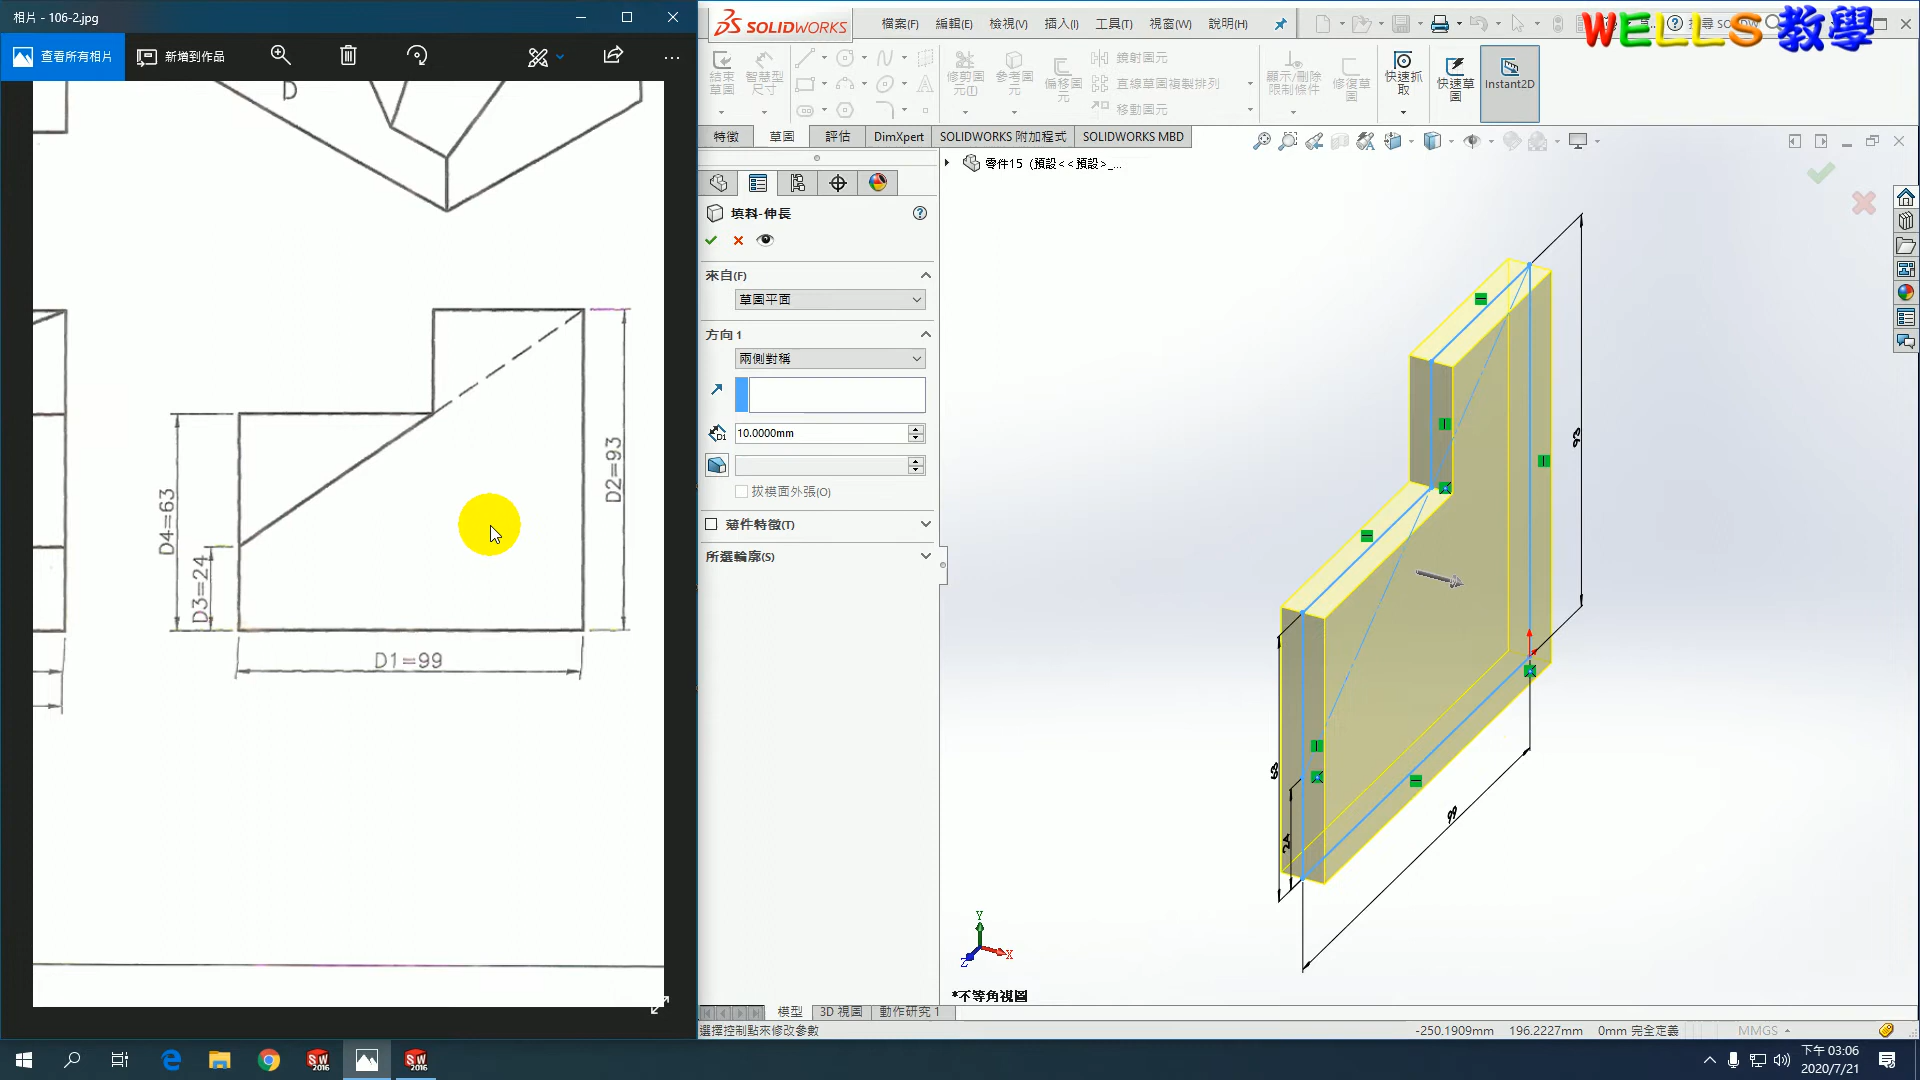 相片 - 106-2.jpg
查看所有相片
新增到作品
D
D4=63
D3=24
D2=93
D1=99
SOLIDWORKS
檔案(F)
編輯(E)
檢視(V)
插入(I)
工具(T)
視窗(W)
說明(H)
WELLS 教學
結束草圖
智慧型尺寸
修剪圖元(I)
參考圖元
偏移圖元
鏡射圖元
直線草圖複製排列
移動圖元
顯示/刪除限制條件
修復草圖
快速抓取
快速草圖
Instant2D
特徵
草圖
評估
DimXpert
SOLIDWORKS 附加程式
SOLIDWORKS MBD
零件15 (預設<<預設>_...
填料-伸長
來自(F)
草圖平面
方向 1
兩側對稱
D1
10.0000mm
拔模面外張(O)
薄件特徵(T)
所選輪廓(S)
93
24
99
Y
X
Z
*不等角視圖
模型
3D 視圖
動作研究 1
選擇控制點來修改參數
-250.1909mm
196.2227mm
0mm 完全定義
MMGS
SW 2016
SW 2016
下午 03:06
2020/7/21